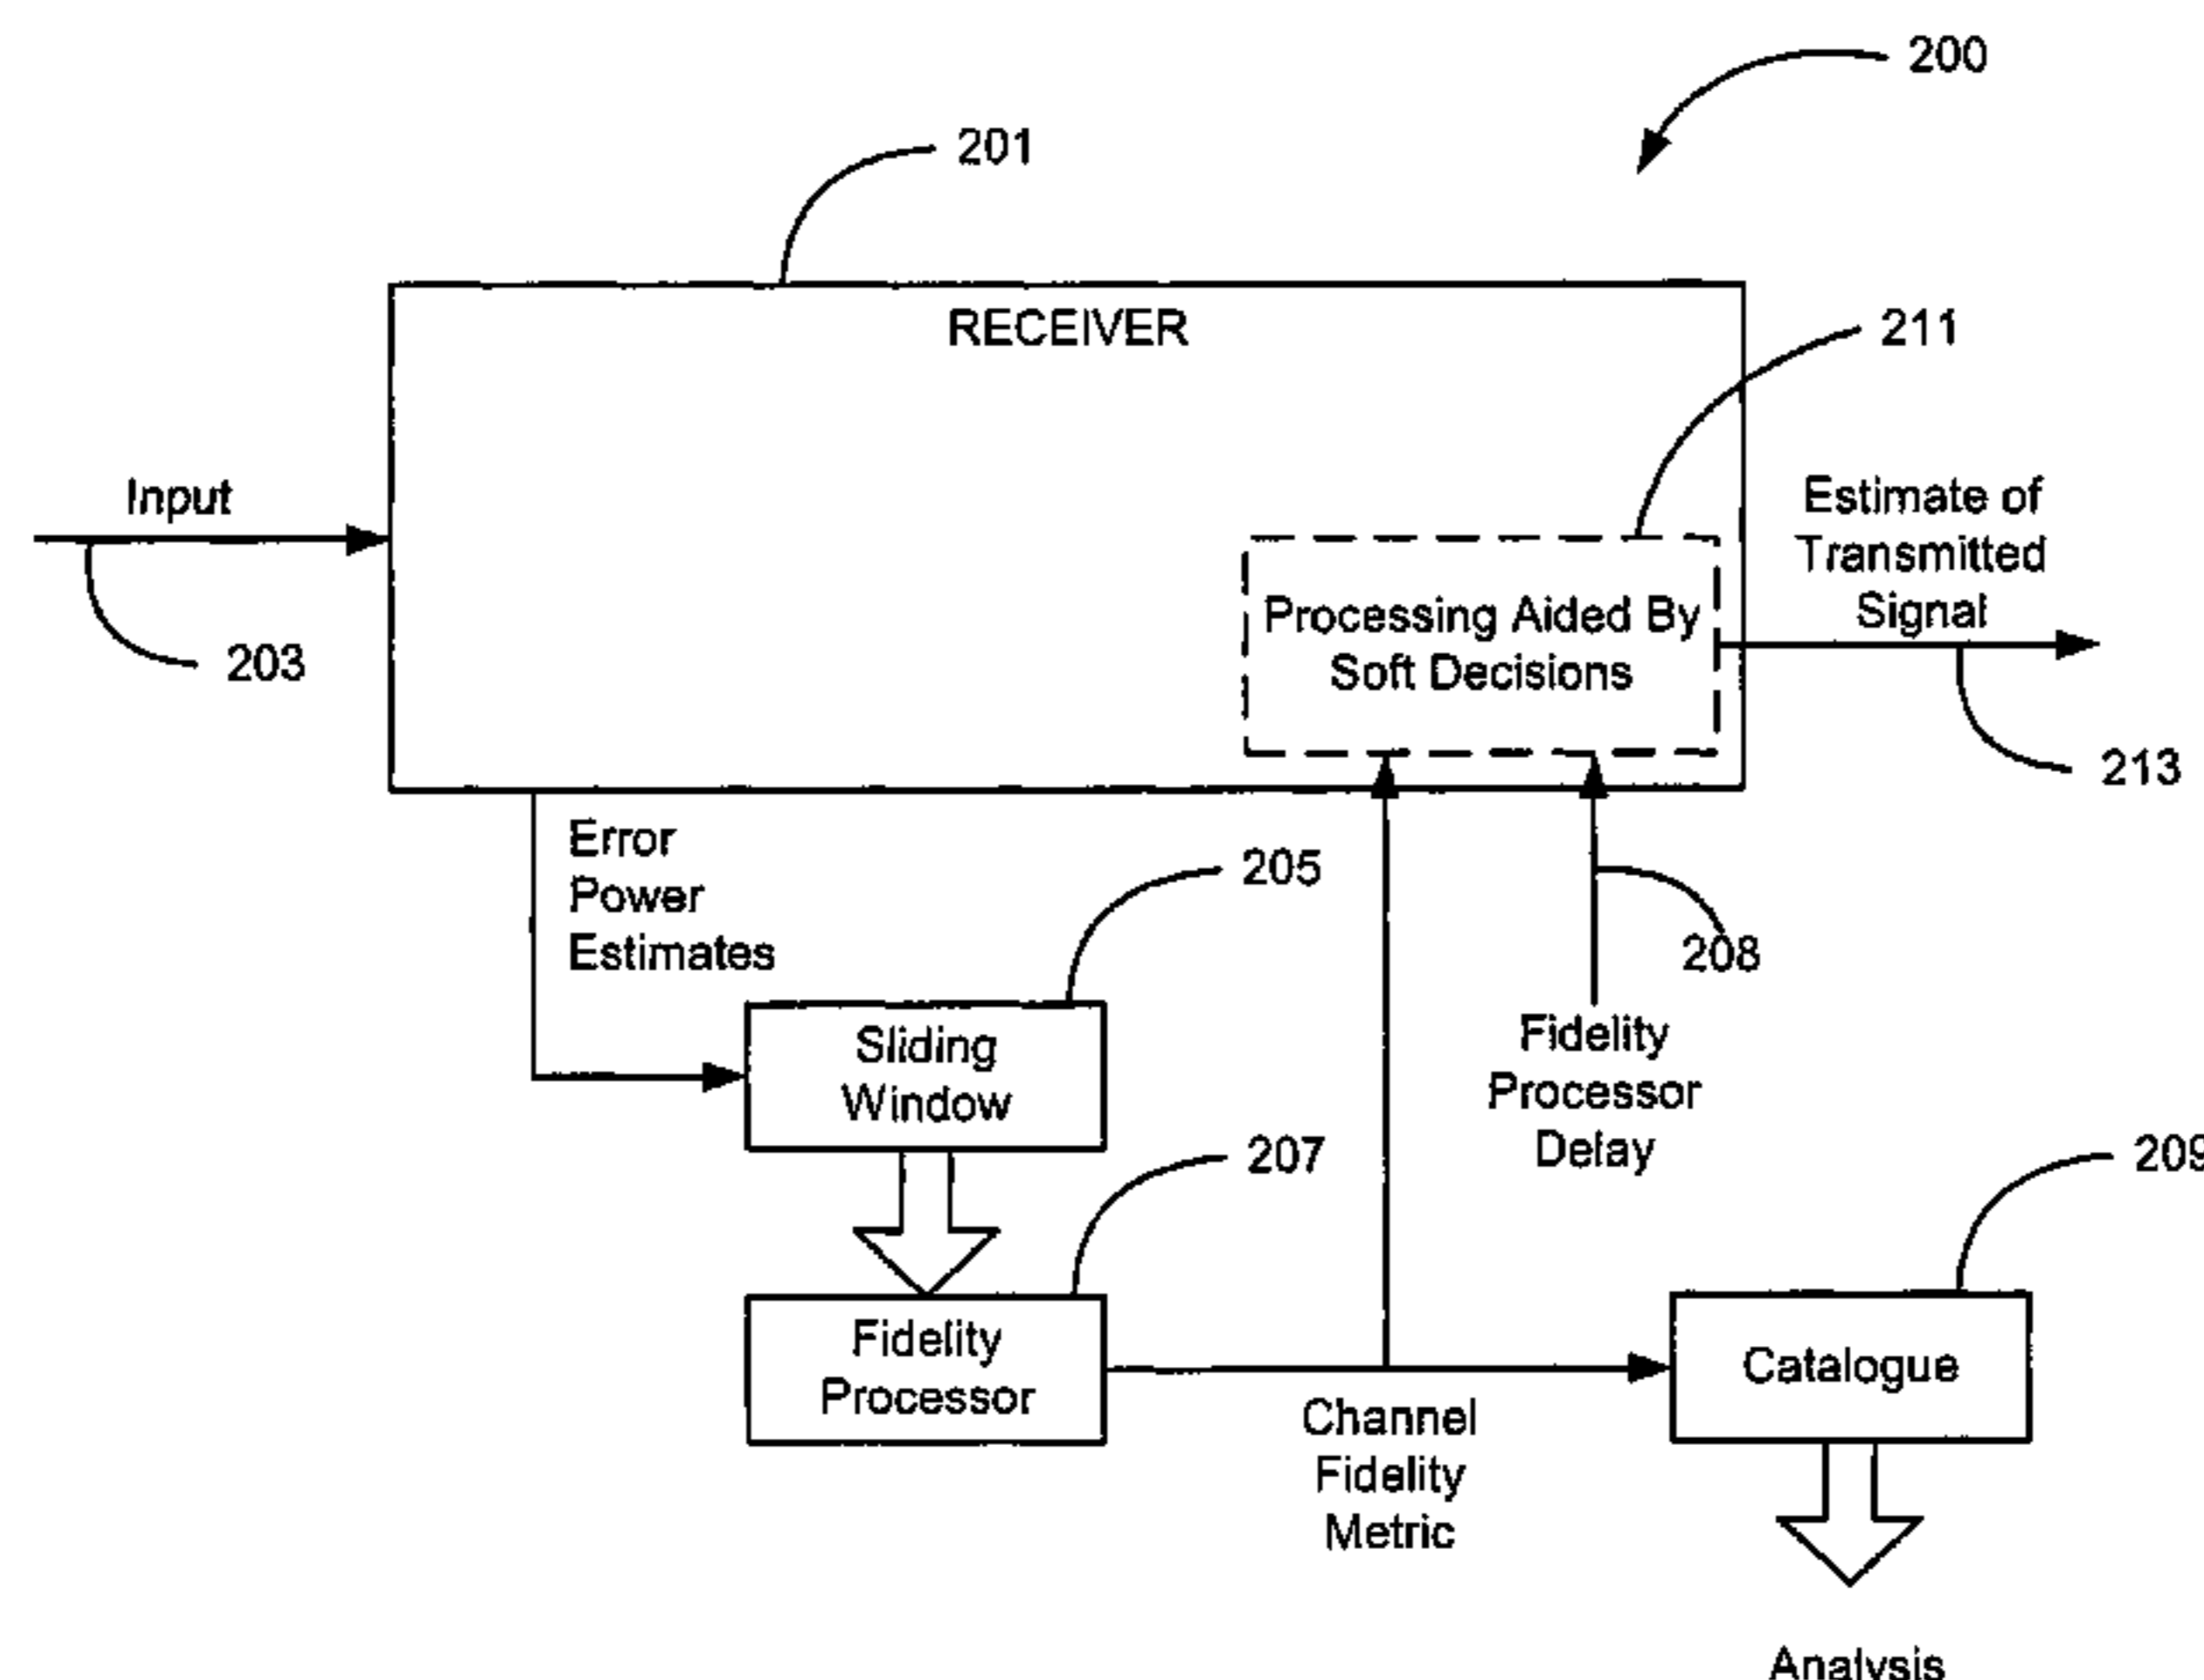 200
201
RECEIVER
211
Input
203
Processing Aided By
Soft Decisions
Estimate of
Transmitted
Signal
213
Error
Power
Estimates
205
208
Sliding
Window
Fidelity
Processor
Delay
207
209
Fidelity
Processor
Channel
Fidelity
Metric
Catalogue
Analysis